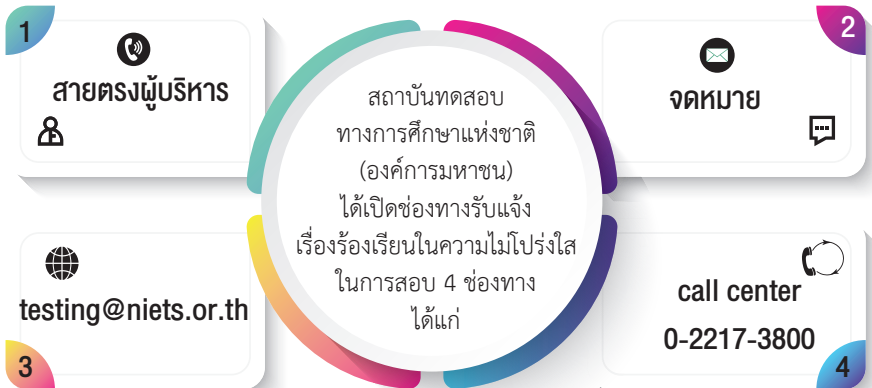 สถาบันทดสอบ
ทางการศึกษาแห่งชาติ
(องค์การมหาชน)
ได้เปิดช่องทางรับแจ้ง
เรื่องร้องเรียนในความไม่โปร่งใส
ในการสอบ 4 ช่องทาง
ได้แก่
1
สายตรงผู้บริหาร
2
จดหมาย
3
testing@niets.or.th
4
call center
0-2217-3800